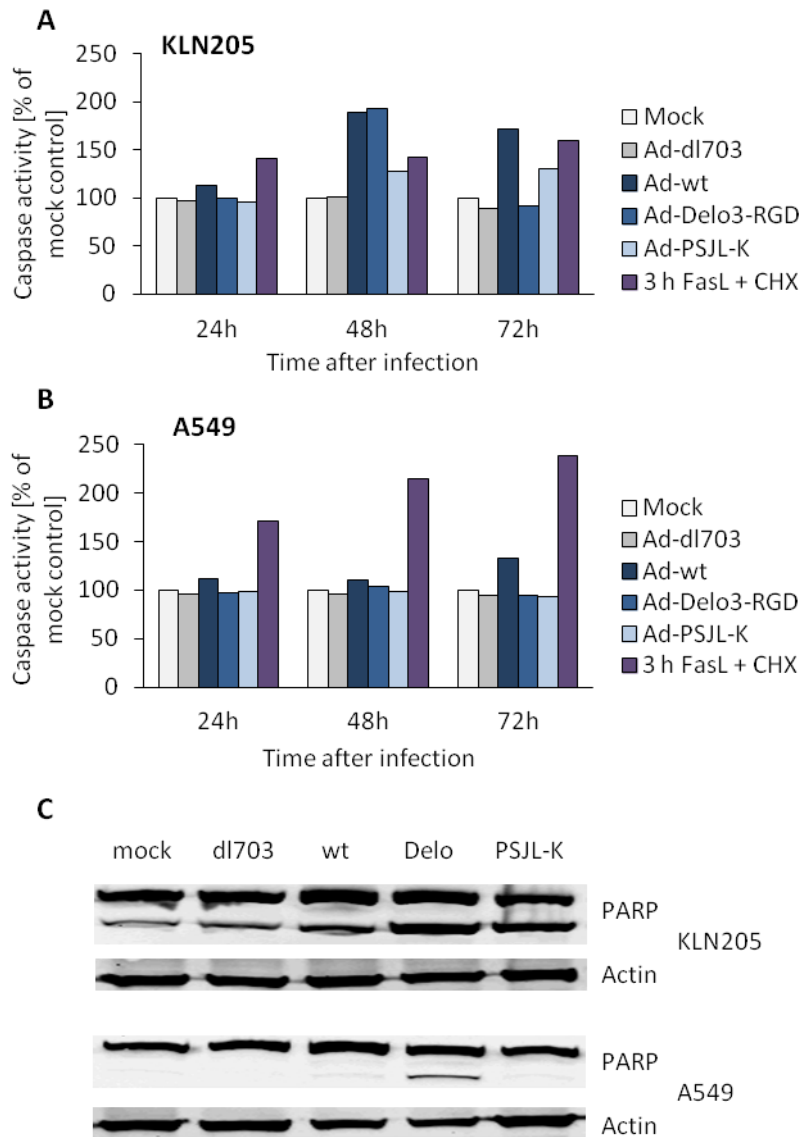 A
KLN205
Caspase activity [% of
mock control]
250
200
150
100
50
0
24h 48h 72h
Time after infection
Mock
Ad-dl703
Ad-wt
Ad-Delo3-RGD
Ad-PSJL-K
3 h FasL + CHX
B
A549
Caspase activity [% of
mock control]
250
200
150
100
50
0
24h 48h 72h
Time after infection
Mock
Ad-dl703
Ad-wt
Ad-Delo3-RGD
Ad-PSJL-K
3 h FasL + CHX
C
mock dl703 wt Delo PSJL-K
PARP
KLN205
Actin
PARP
A549
Actin